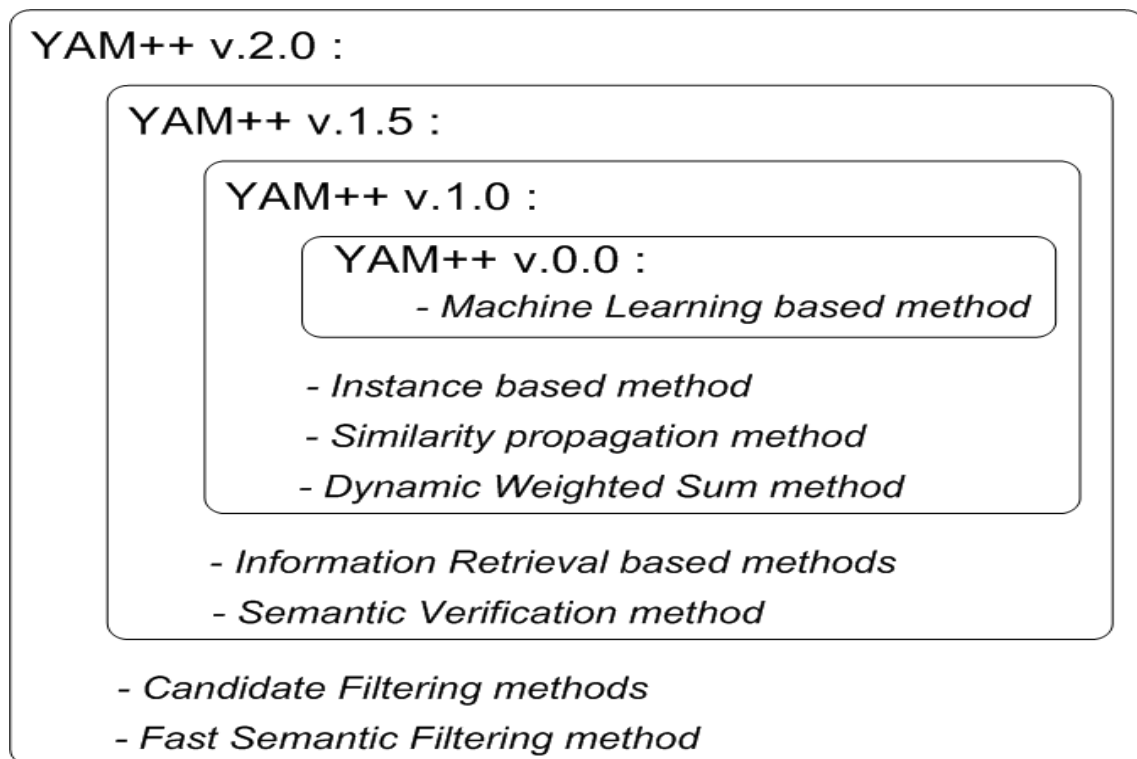 YAM++ v.2.0 :
YAM++ v.1.5 :
YAM++ v.1.0 :
YAM++ v.0.0 :
- Machine Learning based method
- Instance based method
- Similarity propagation method
- Dynamic Weighted Sum method
- Information Retrieval based methods
- Semantic Verification method
- Candidate Filtering methods
- Fast Semantic Filtering method